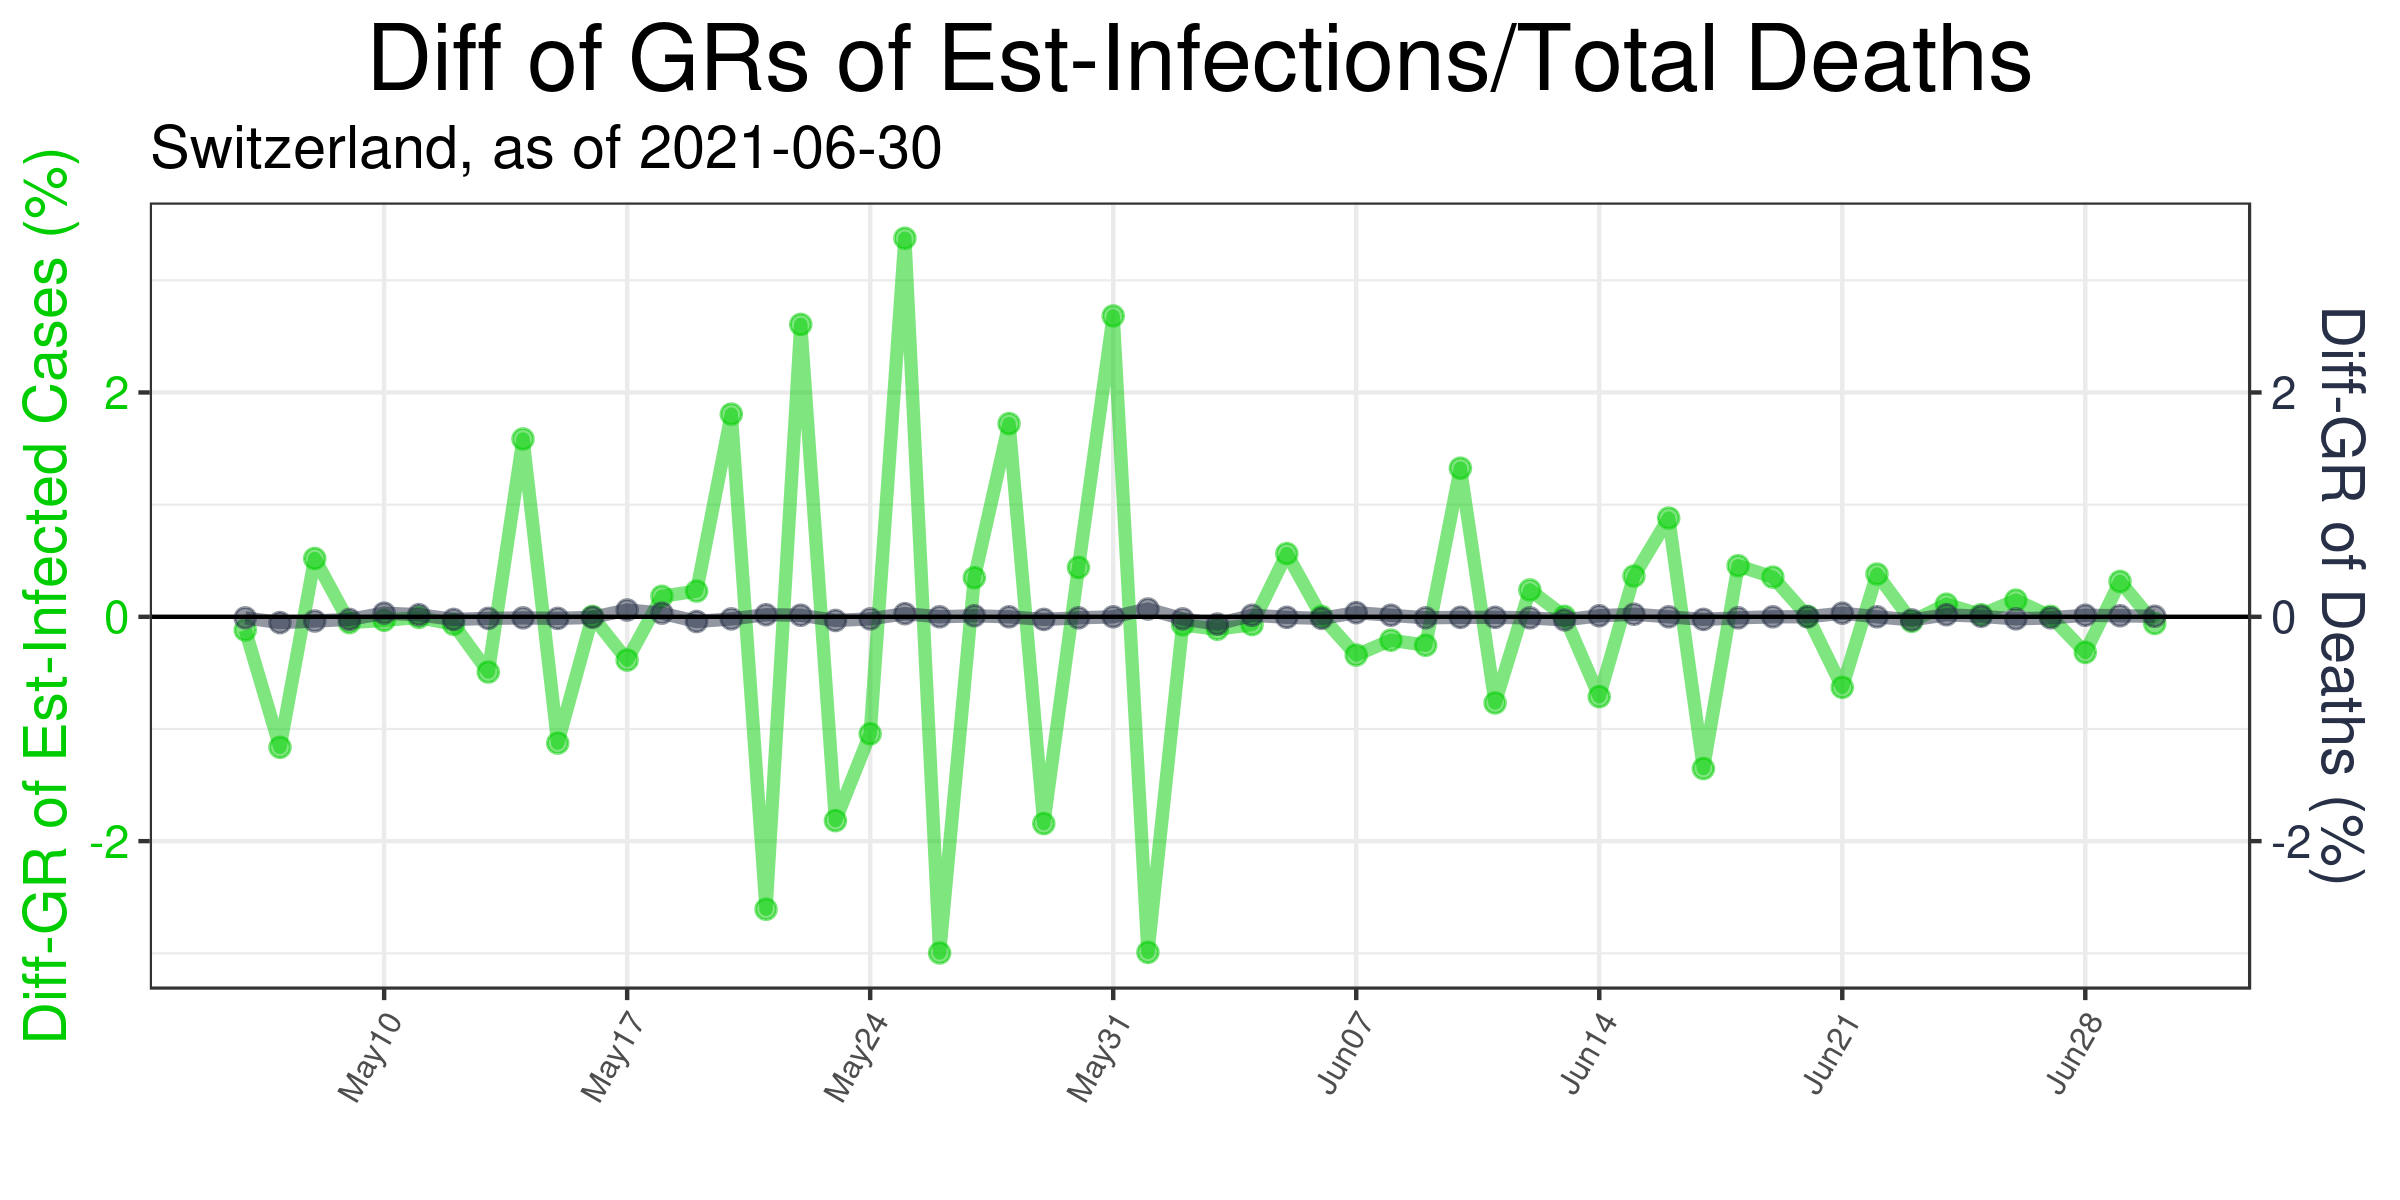 Diff of GRs of Est-Infections/Total Deaths
Switzerland, as of 2021-06-30
Diff-GR of Est-Infected Cases (%)
2
0
-2
2
0
-2
Diff-GR of Deaths (%)
May10
May17
May24
May31
Jun07
Jun14
Jun21
Jun28